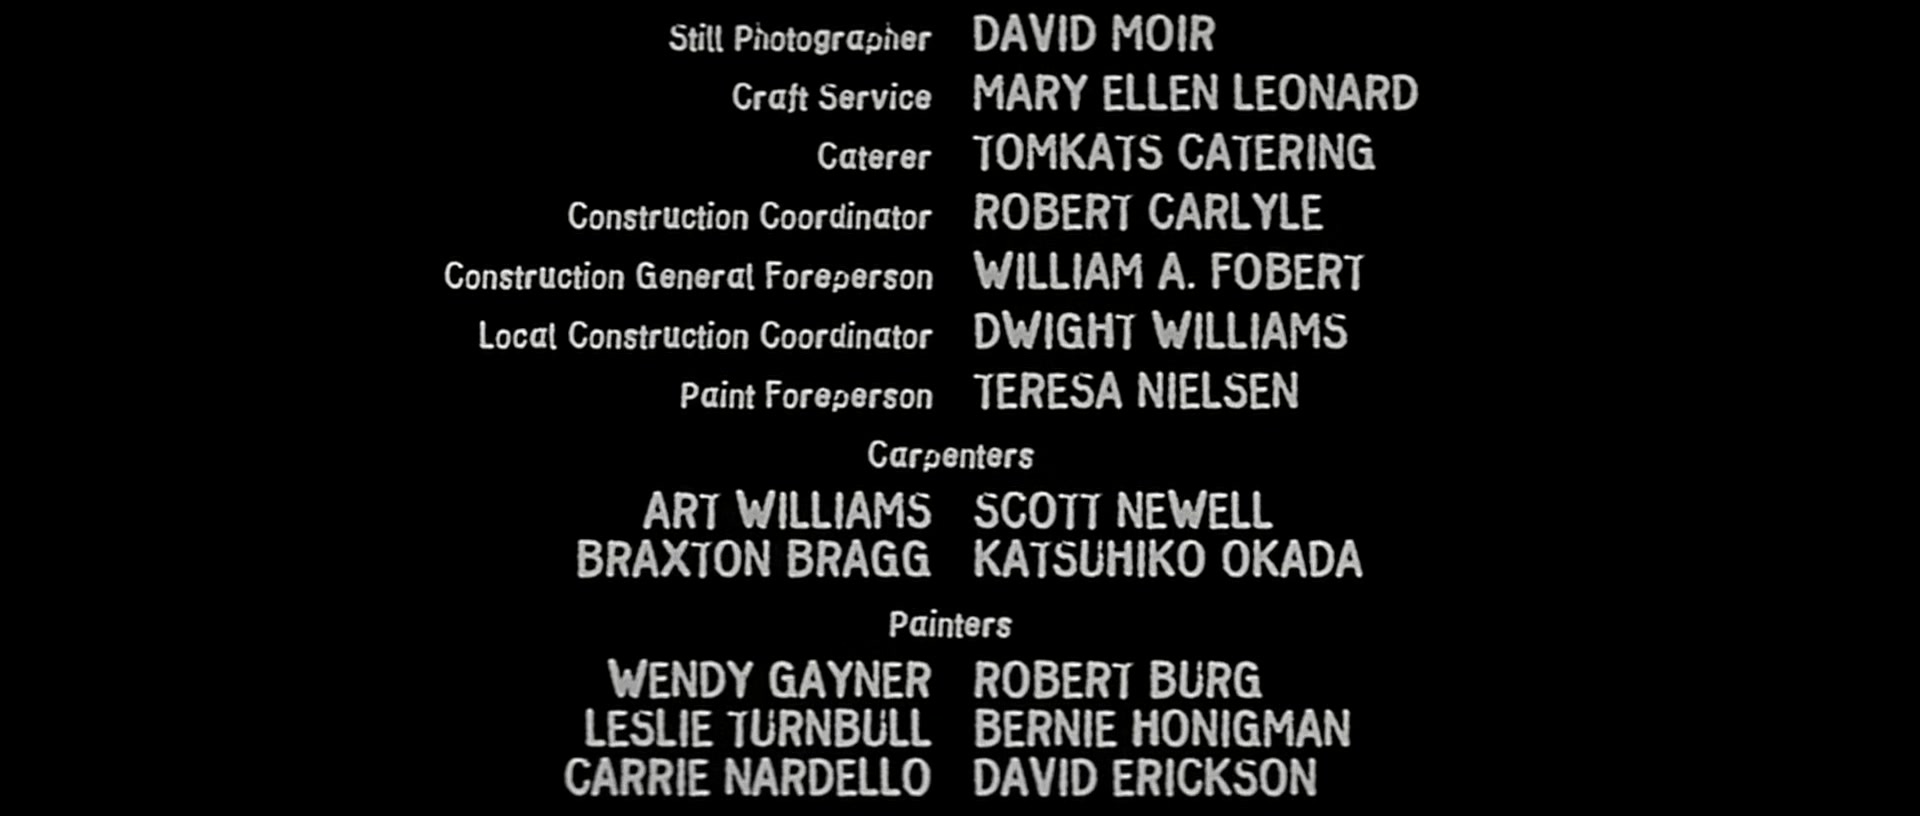 Still Photographer DAVID MOIR
Craft Service MARY ELLEN LEONARD
Caterer TOMKATS CATERING
Construction Coordinator ROBERT CARLYLE
Construction General Foreperson WILLIAM A. FOBERT
Local Construction Coordinator DWIGHT WILLIAMS
Paint Foreperson TERESA NIELSEN
Carpenters
ART WILLIAMS SCOTT NEWELL
BRAXTON BRAGG KATSUHIKO OKADA
Painters
WENDY GAYNER ROBERT BURG
LESLIE TURNBULL BERNIE HONIGMAN
CARRIE NARDELLO DAVID ERICKSON